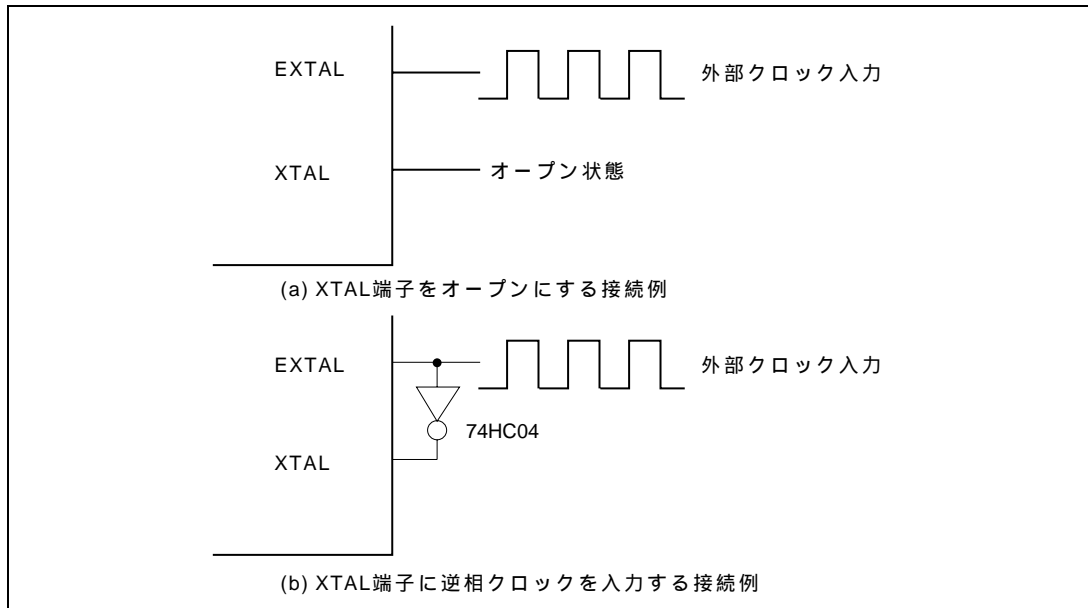 EXTAL 外部クロック入力
XTAL オープン状態
(a) XTAL端子をオープンにする接続例
EXTAL 外部クロック入力
74HC04
XTAL
(b) XTAL端子に逆相クロックを入力する接続例